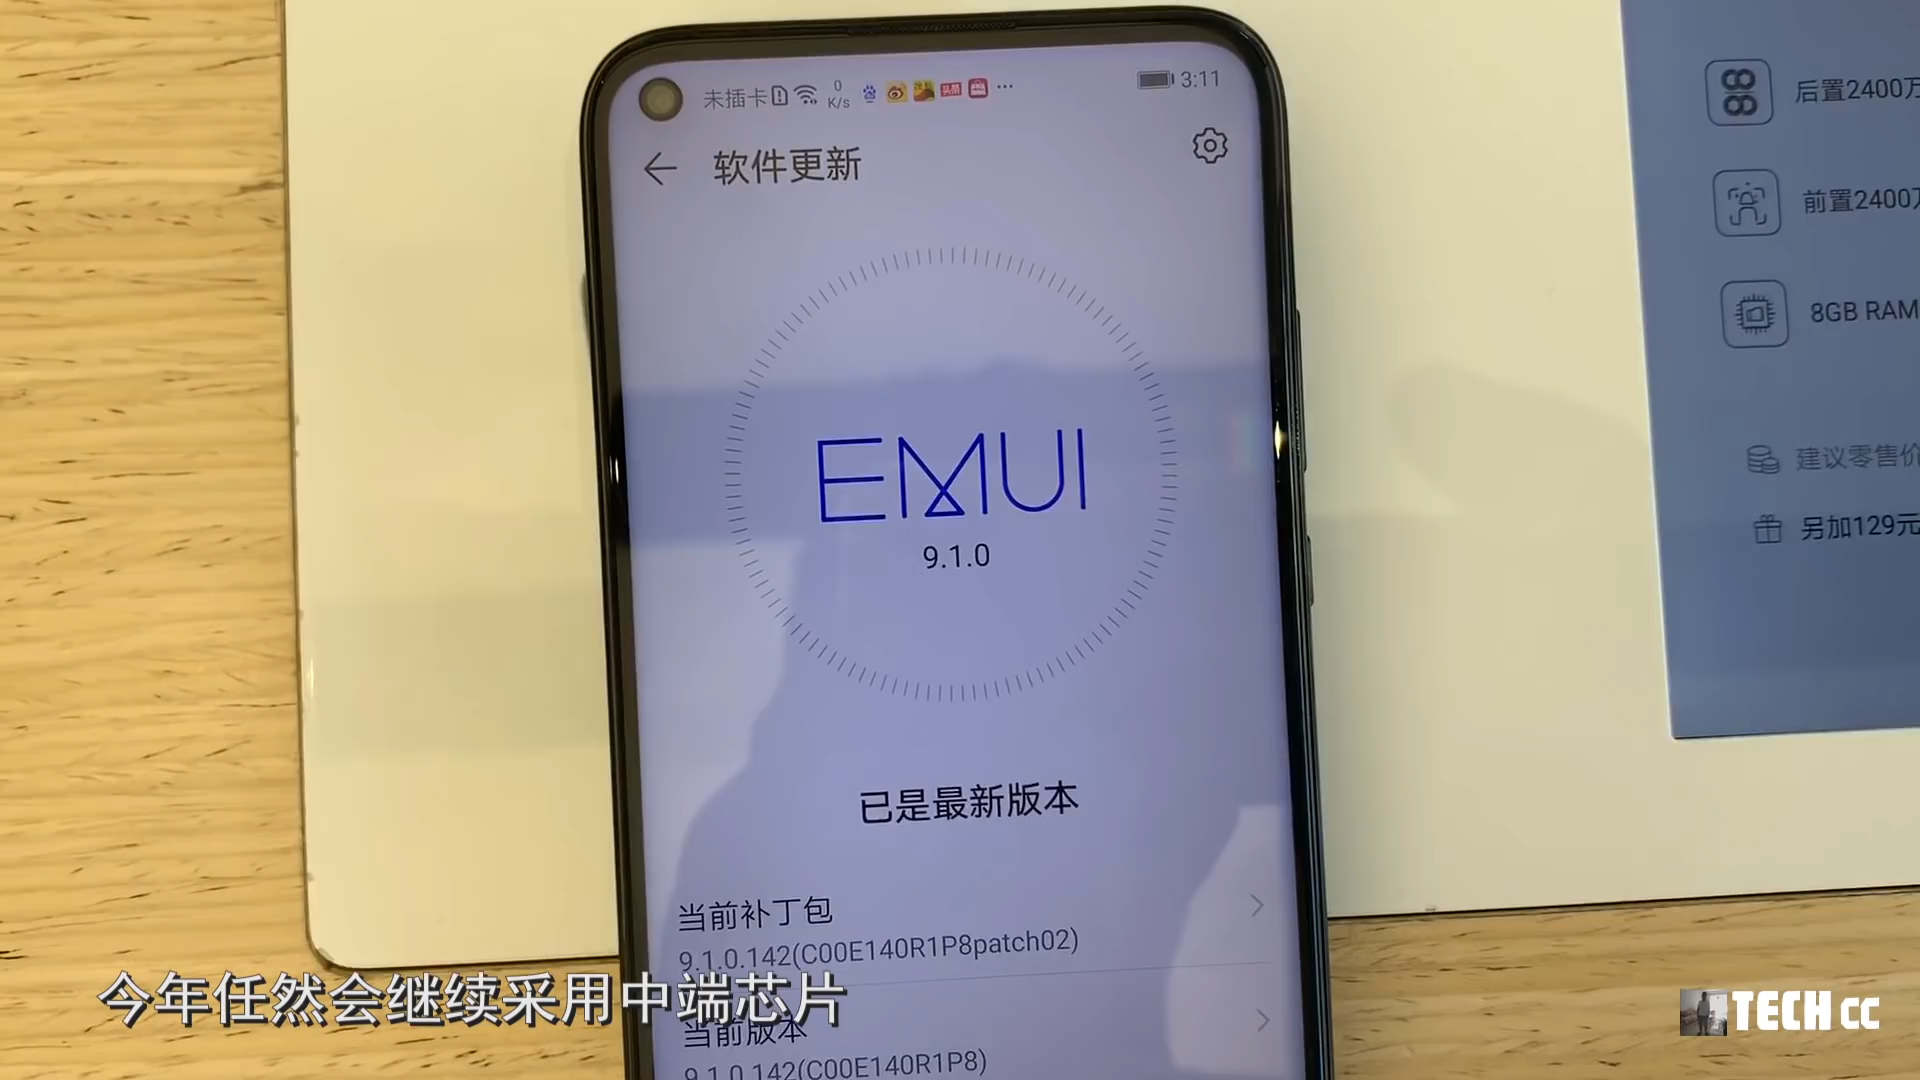 未插卡
0
K/s
头条
3:11
软件更新
EMUI
9.1.0
已是最新版本
当前补丁包
9.1.0.142(C00E140R1P8patch02)
当前版本
9.1.0.142(C00E140R1P8)
后置2400万
前置2400万
8GB RAM
建议零售价
另加129元
今年任然会继续采用中端芯片
TECH cc